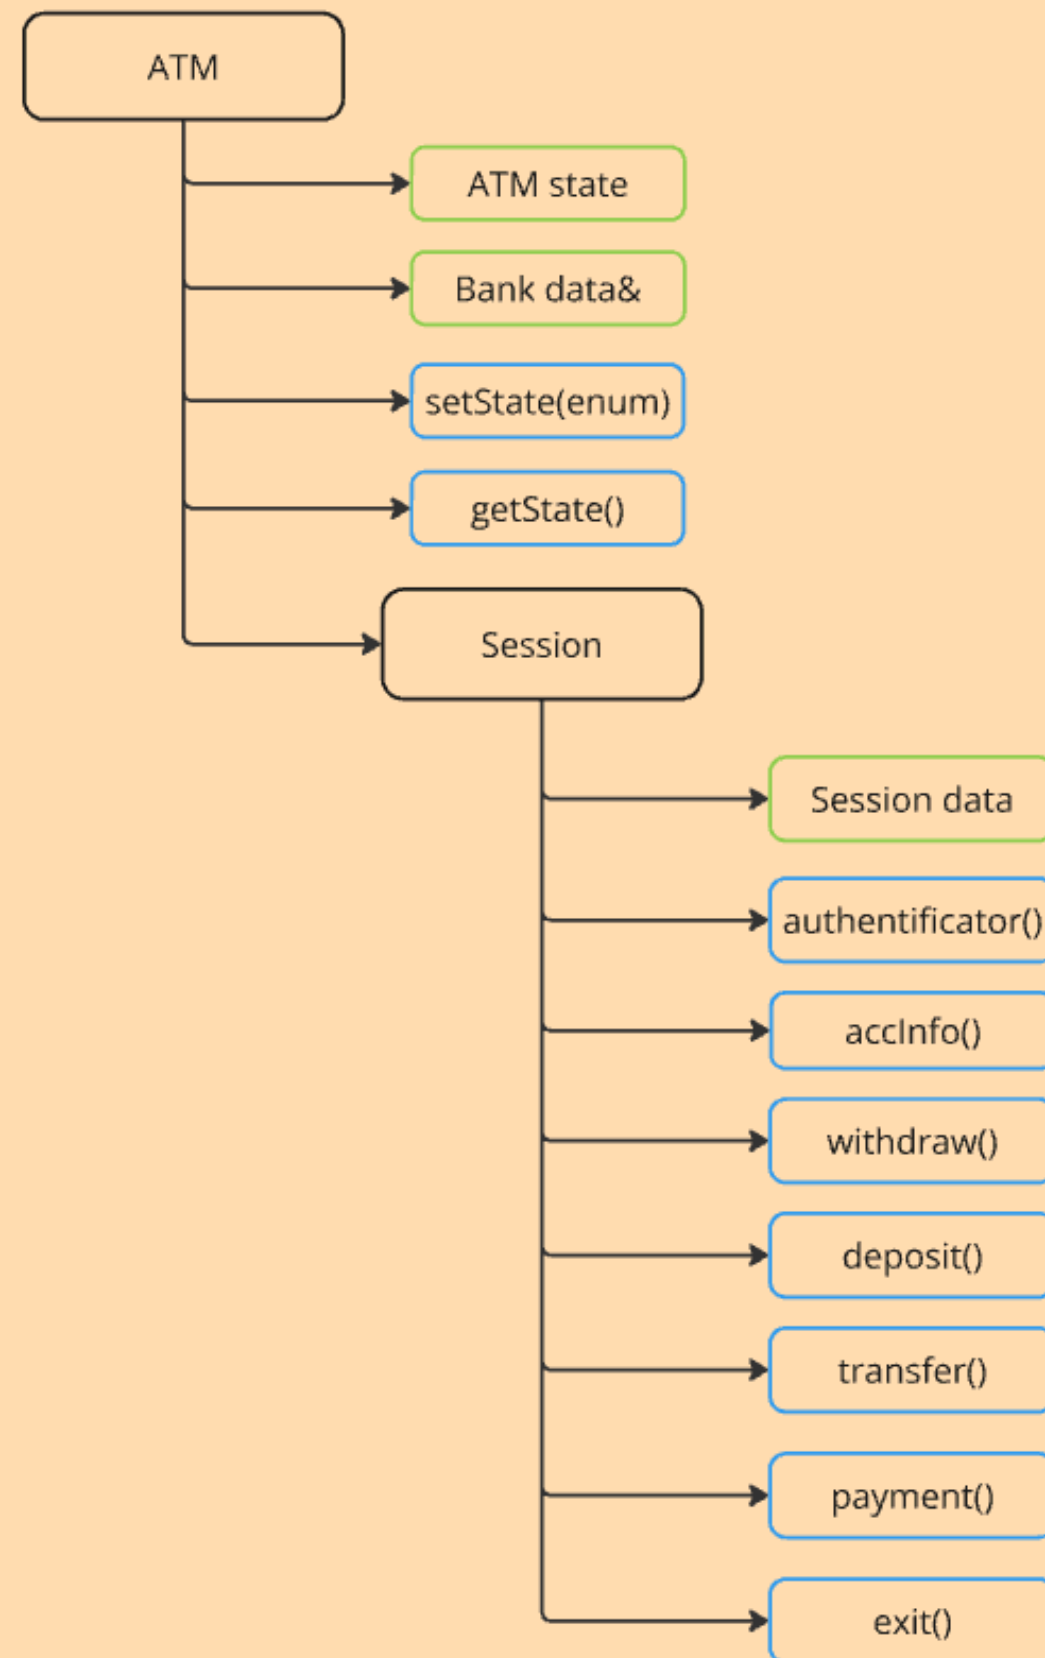 ATM
ATM state
Bank data&
setState(enum)
getState()
Session
Session data
authentificator()
accInfo()
withdraw()
deposit()
transfer()
payment()
exit()